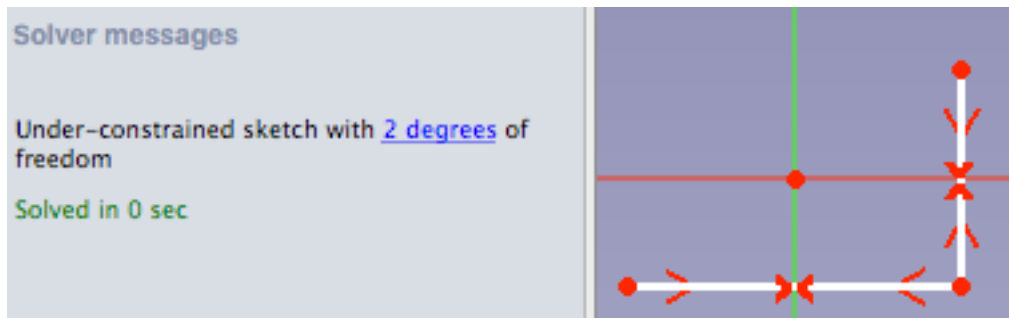 Solver messages
Under-constrained sketch with 2 degrees of
freedom
Solved in 0 sec